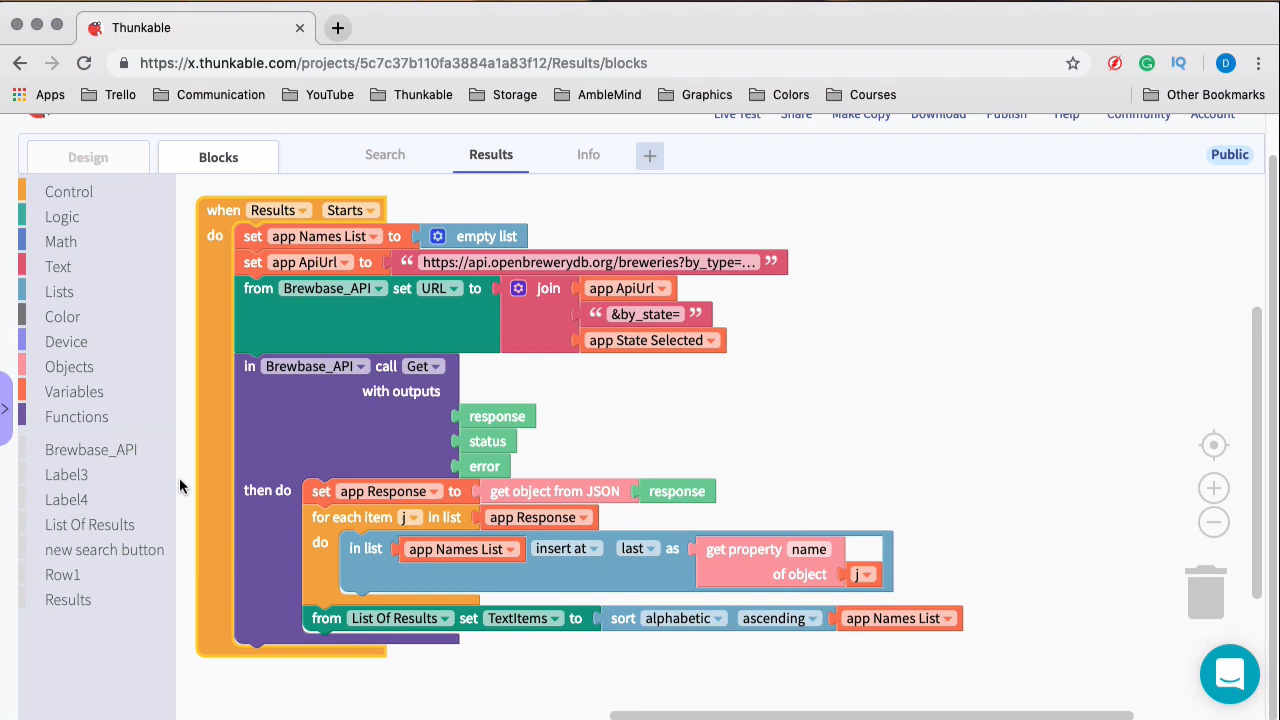 Thunkable
https://x.thunkable.com/projects/5c7c37b110fa3884a1a83f12/Results/blocks
Apps Trello Communication YouTube Thunkable Storage AmbleMind Graphics Colors Courses Other Bookmarks
Live Test Share Make Copy Download Publish Help Community Account
Design Blocks Search Results Info + Public
Control
Logic
Math
Text
Lists
Color
Device
Objects
Variables
Functions
Brewbase_API
Label3
Label4
List Of Results
new search button
Row1
Results
when Results Starts
do set app Names List to empty list
set app ApiUrl to “ https://api.openbrewerydb.org/breweries?by_type=... ”
from Brewbase_API set URL to join app ApiUrl
“ &by_state= ”
app State Selected
in Brewbase_API call Get
with outputs
response
status
error
then do set app Response to get object from JSON response
for each item j in list app Response
do in list app Names List insert at last as get property name
of object j
from List Of Results set TextItems to sort alphabetic ascending app Names List